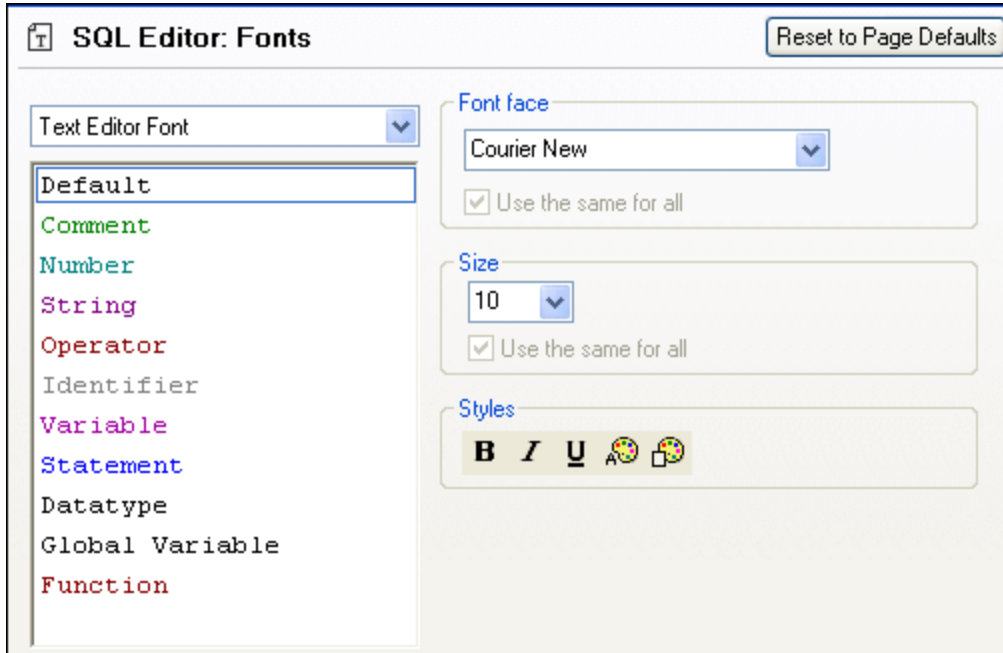 SQL Editor: Fonts
Reset to Page Defaults
Text Editor Font
Default
Comment
Number
String
Operator
Identifier
Variable
Statement
Datatype
Global Variable
Function
Font face
Courier New
Use the same for all
Size
10
Use the same for all
Styles
B I U